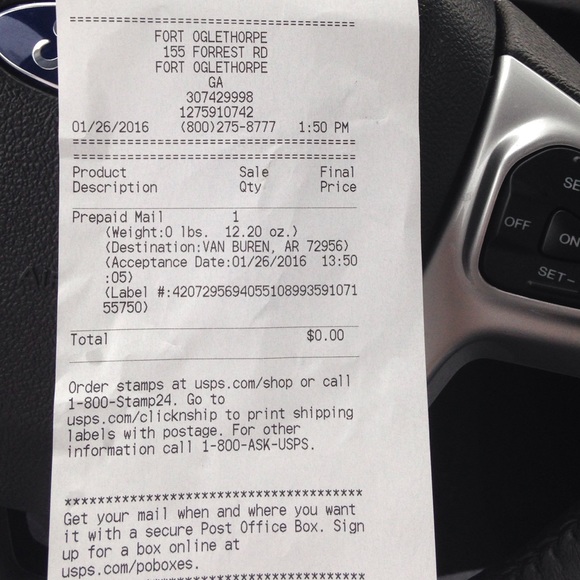 FORT OGLETHORPE
155 FORREST RD
FORT OGLETHORPE
GA
307429998
1275910742
01/26/2016 (800)275-8777 1:50 PM
Product Sale Final
Description Qty Price
Prepaid Mail 1
(Weight:0 lbs. 12.20 oz.)
(Destination:VAN BUREN, AR 72956)
(Acceptance Date:01/26/2016 13:50
:05)
(Label #:4207295694055108993591071
55750)
Total $0.00
Order stamps at usps.com/shop or call
1-800-Stamp24. Go to
usps.com/clicknship to print shipping
labels with postage. For other
information call 1-800-ASK-USPS.
****************************************
Get your mail when and where you want
it with a secure Post Office Box. Sign
up for a box online at
usps.com/poboxes.
****************************************
OFF
ON
SET-